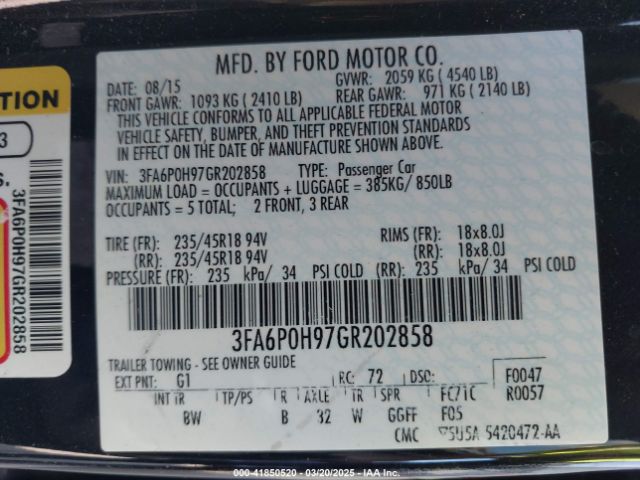 MFD. BY FORD MOTOR CO.
DATE: 08/15 GVWR: 2059 KG ( 4540 LB)
FRONT GAWR: 1093 KG ( 2410 LB) REAR GAWR: 971 KG ( 2140 LB)
THIS VEHICLE CONFORMS TO ALL APPLICABLE FEDERAL MOTOR
VEHICLE SAFETY, BUMPER, AND THEFT PREVENTION STANDARDS
IN EFFECT ON THE DATE OF MANUFACTURE SHOWN ABOVE.
VIN: 3FA6P0H97GR202858 TYPE: Passenger Car
MAXIMUM LOAD = OCCUPANTS + LUGGAGE = 385KG/ 850LB
OCCUPANTS = 5 TOTAL; 2 FRONT, 3 REAR
TIRE (FR): 235/45R18 94V RIMS (FR): 18x8.0J
(RR): 235/45R18 94V (RR): 18x8.0J
PRESSURE (FR): 235 kPa/ 34 PSI COLD (RR): 235 kPa/ 34 PSI COLD
3FA6P0H97GR202858
TRAILER TOWING - SEE OWNER GUIDE
EXT PNT: G1 RC: 72 DSO: F0047
INT TR TP/PS R AXLE TR SPR FC71C R0057
BW B 32 W GGFF F05
CMC 5U5A 5420472-AA
TION
3
S.
3FA6P0H97GR202858
000-41850520 - 03/20/2025 - IAA Inc.